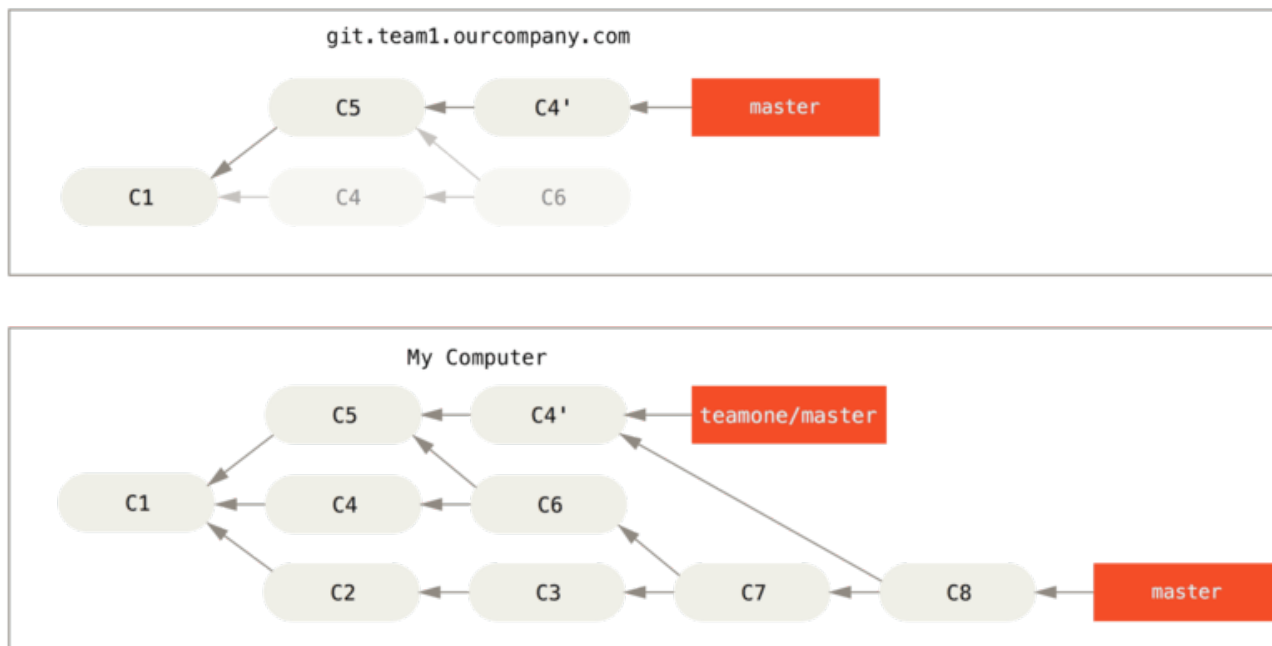 git.team1.ourcompany.com
C5 C4' master
C1 C4 C6
My Computer
C5 C4' teamone/master
C1 C4 C6
C2 C3 C7 C8 master